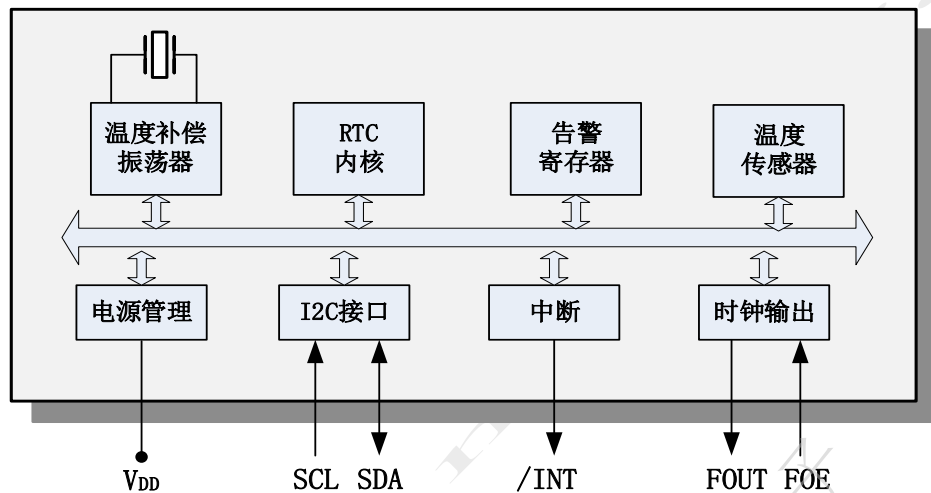 温度补偿
振荡器
RTC
内核
告警
寄存器
温度
传感器
电源管理
I2C接口
中断
时钟输出
VDD
SCL SDA
/INT
FOUT FOE